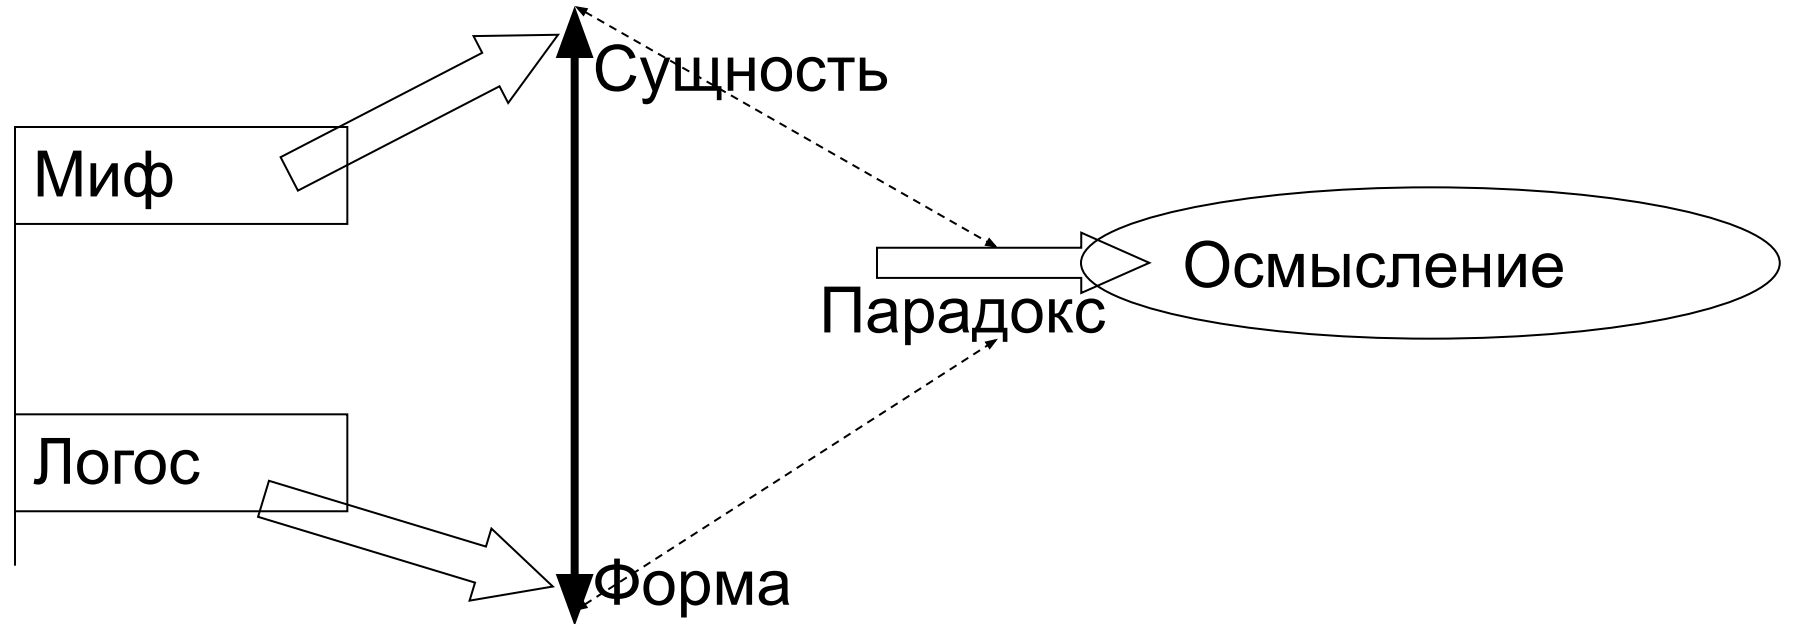 Сущность
Миф
Осмысление
Парадокс
Логос
Форма